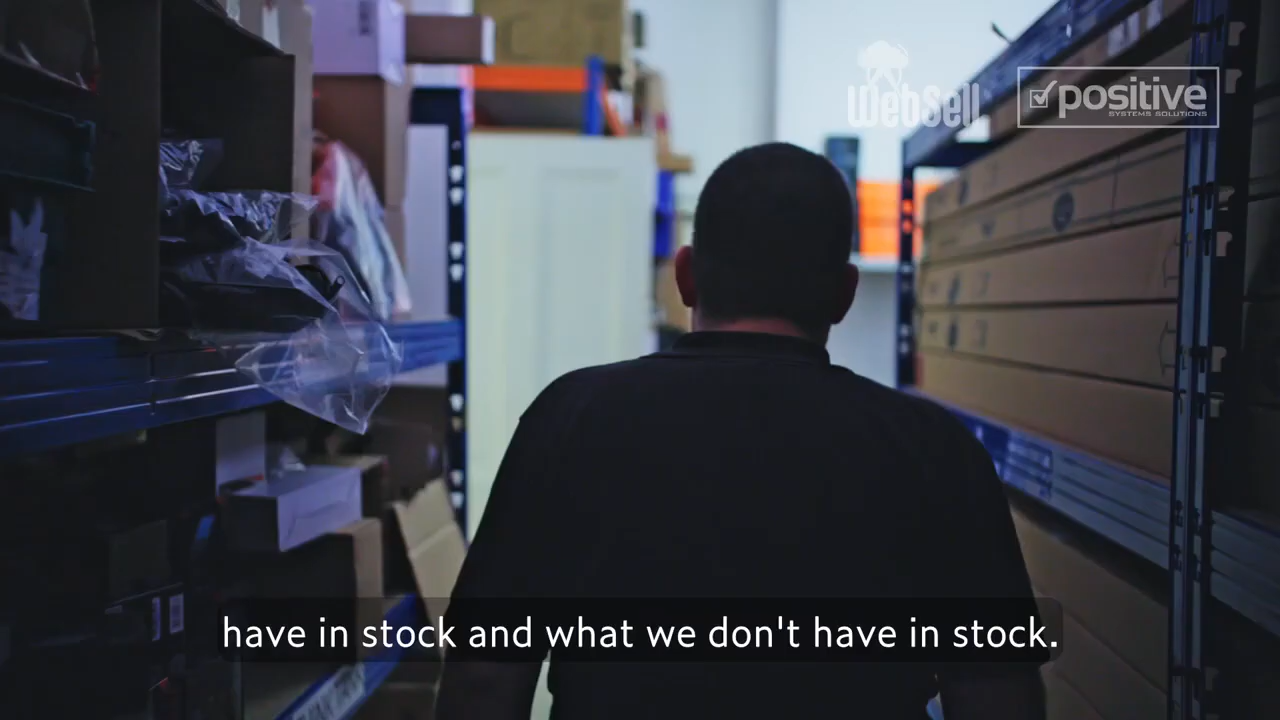 WebSell
positive
SYSTEMS SOLUTIONS
have in stock and what we don't have in stock.